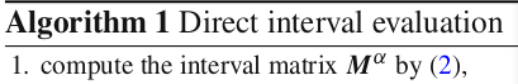 Algorithm 1 Direct interval evaluation
1. compute the interval matrix M^α by (2),